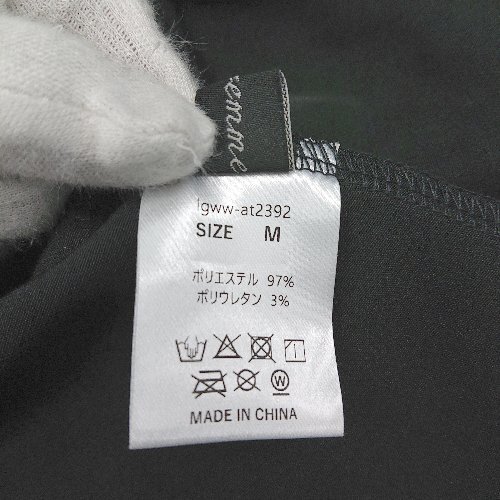 emme
lgww-at2392
SIZE M
ポリエステル 97%
ポリウレタン 3%
W
MADE IN CHINA